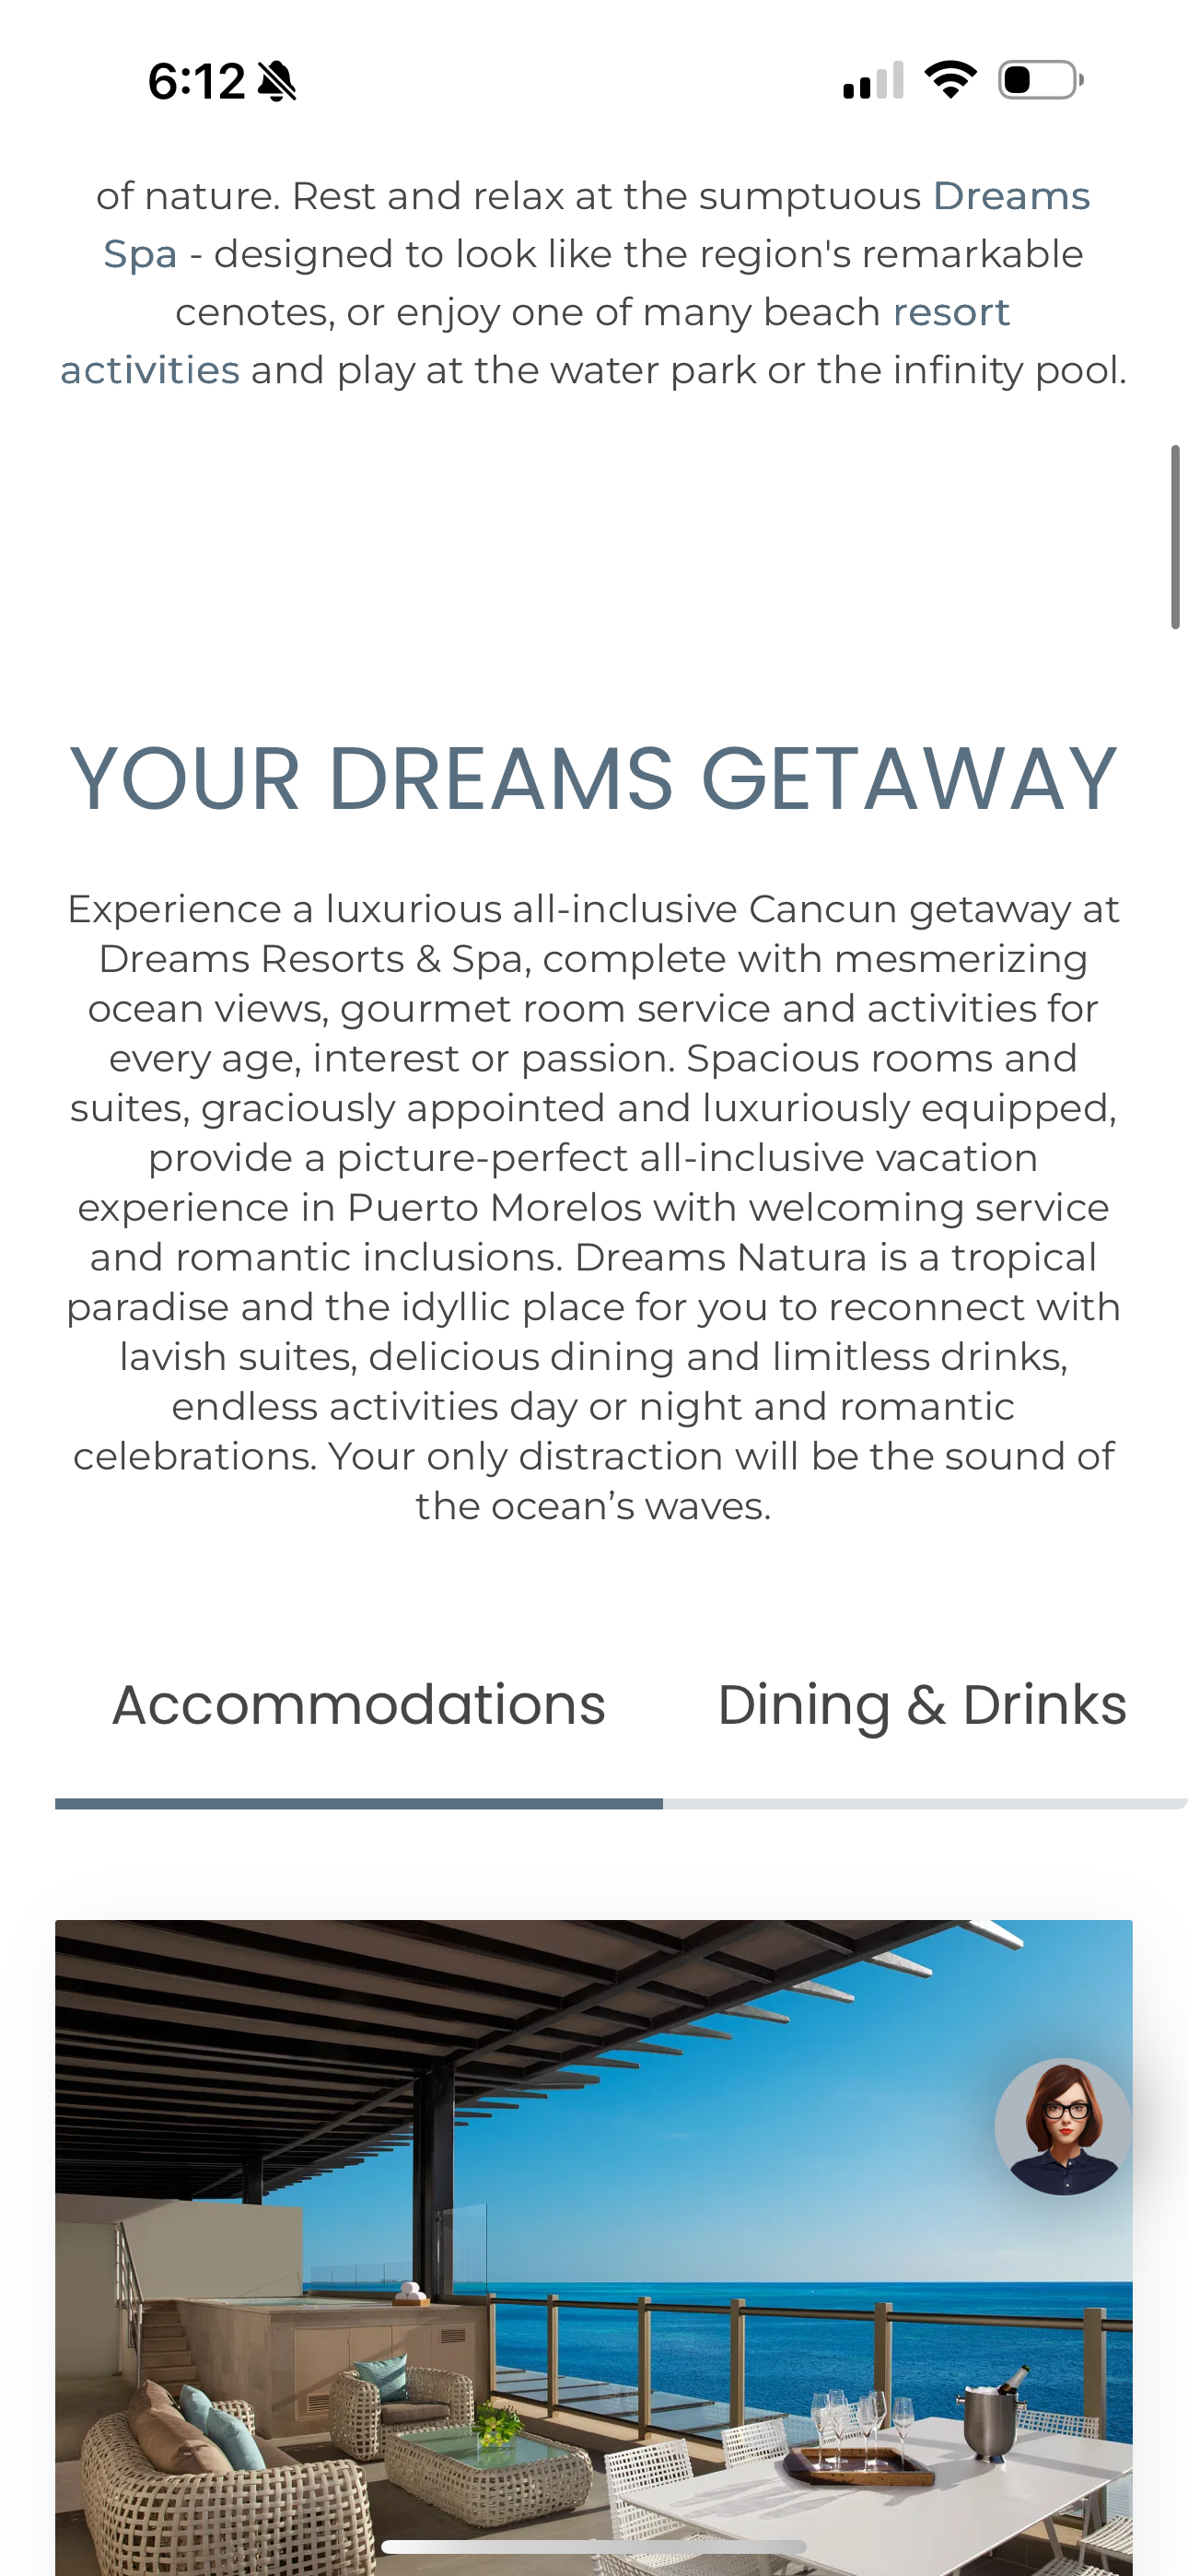 6:12
of nature. Rest and relax at the sumptuous Dreams
Spa - designed to look like the region's remarkable
cenotes, or enjoy one of many beach resort
activities and play at the water park or the infinity pool.
YOUR DREAMS GETAWAY
Experience a luxurious all-inclusive Cancun getaway at
Dreams Resorts & Spa, complete with mesmerizing
ocean views, gourmet room service and activities for
every age, interest or passion. Spacious rooms and
suites, graciously appointed and luxuriously equipped,
provide a picture-perfect all-inclusive vacation
experience in Puerto Morelos with welcoming service
and romantic inclusions. Dreams Natura is a tropical
paradise and the idyllic place for you to reconnect with
lavish suites, delicious dining and limitless drinks,
endless activities day or night and romantic
celebrations. Your only distraction will be the sound of
the ocean’s waves.
Accommodations Dining & Drinks